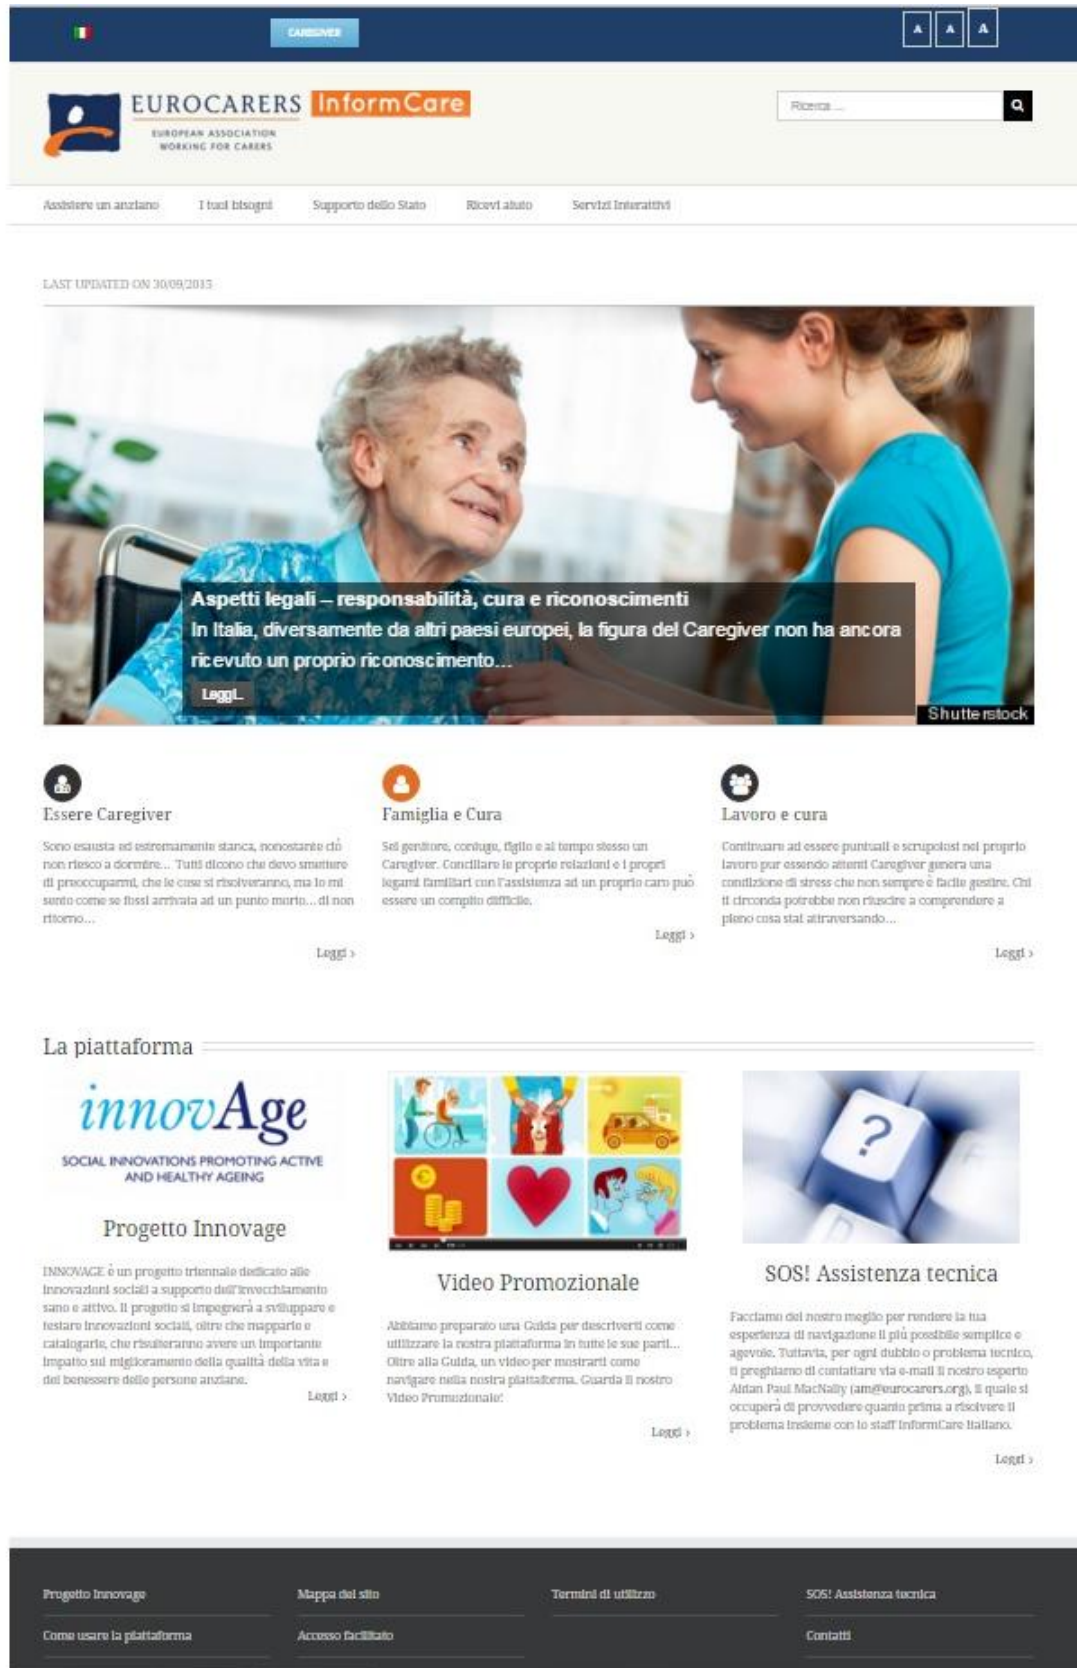 CAREGIVER
A A A
EUROCARERS InformCare
EUROPEAN ASSOCIATION
WORKING FOR CARERS
Ricerca ...
Assistere un anziano I tuoi bisogni Supporto dello Stato Ricevi aiuto Servizi Interattivi
LAST UPDATED ON 30/09/2015
Aspetti legali – responsabilità, cura e riconoscimenti
In Italia, diversamente da altri paesi europei, la figura del Caregiver non ha ancora
ricevuto un proprio riconoscimento...
Leggi...
Shutterstock
Essere Caregiver
Sono esausta ed estremamente stanca, nonostante ciò
non riesco a dormire... Tutti dicono che devo smettere
di preoccuparmi, che le cose si risolveranno, ma io mi
sento come se fossi arrivata ad un punto morto... di non
ritorno...
Leggi >
Famiglia e Cura
Sei genitore, coniuge, figlio e al tempo stesso un
Caregiver. Conciliare le proprie relazioni e i propri
legami familiari con l'assistenza ad un proprio caro può
essere un compito difficile.
Leggi >
Lavoro e cura
Continuare ad essere puntuali e scrupolosi nel proprio
lavoro pur essendo attenti Caregiver genera una
condizione di stress che non sempre è facile gestire. Chi
ti circonda potrebbe non riuscire a comprendere a
pieno cosa stai attraversando...
Leggi >
La piattaforma
innovAge
SOCIAL INNOVATIONS PROMOTING ACTIVE
AND HEALTHY AGEING
Progetto Innovage
INNOVAGE è un progetto triennale dedicato alle
innovazioni sociali a supporto dell'invecchiamento
sano e attivo. Il progetto si impegnerà a sviluppare e
testare innovazioni sociali, oltre che mapparle e
catalogarle, che risulteranno avere un importante
impatto sul miglioramento della qualità della vita e
del benessere delle persone anziane.
Leggi >
Video Promozionale
Abbiamo preparato una Guida per descriverti come
utilizzare la nostra piattaforma in tutte le sue parti...
Oltre alla Guida, un video per mostrarti come
navigare nella nostra piattaforma. Guarda il nostro
Video Promozionale!
Leggi >
?
SOS! Assistenza tecnica
Facciamo del nostro meglio per rendere la tua
esperienza di navigazione il più possibile semplice e
agevole. Tuttavia, per ogni dubbio o problema tecnico,
ti preghiamo di contattare via e-mail il nostro esperto
Aidan Paul MacNally (am@eurocarers.org), il quale si
occuperà di provvedere quanto prima a risolvere il
problema insieme con lo staff InformCare Italiano.
Leggi >
Progetto Innovage Mappa del sito Termini di utilizzo SOS! Assistenza tecnica
Come usare la piattaforma Accesso facilitato Contatti